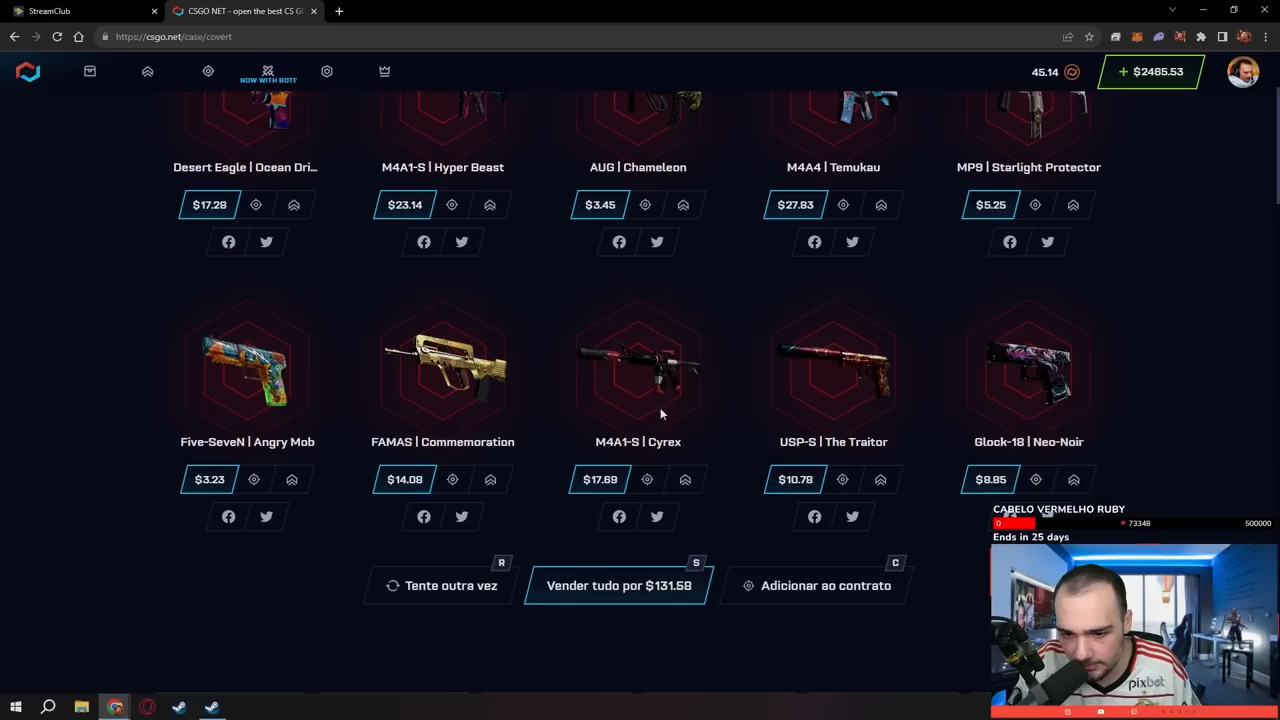 StreamClub
CSGO NET - open the best CS GO
https://csgo.net/case/covert
NOW WITH BOTS
45.14
+ $2465.53
Desert Eagle | Ocean Dri...
M4A1-S | Hyper Beast
AUG | Chameleon
M4A4 | Temukau
MP9 | Starlight Protector
$17.28
$23.14
$3.45
$27.83
$5.25
Five-SeveN | Angry Mob
FAMAS | Commemoration
M4A1-S | Cyrex
USP-S | The Traitor
Glock-18 | Neo-Noir
$3.23
$14.08
$17.69
$10.78
$8.85
CABELO VERMELHO RUBY
0
73348
500000
Ends in 25 days
R
S
C
Tente outra vez
Vender tudo por $131.58
Adicionar ao contrato
pixbet